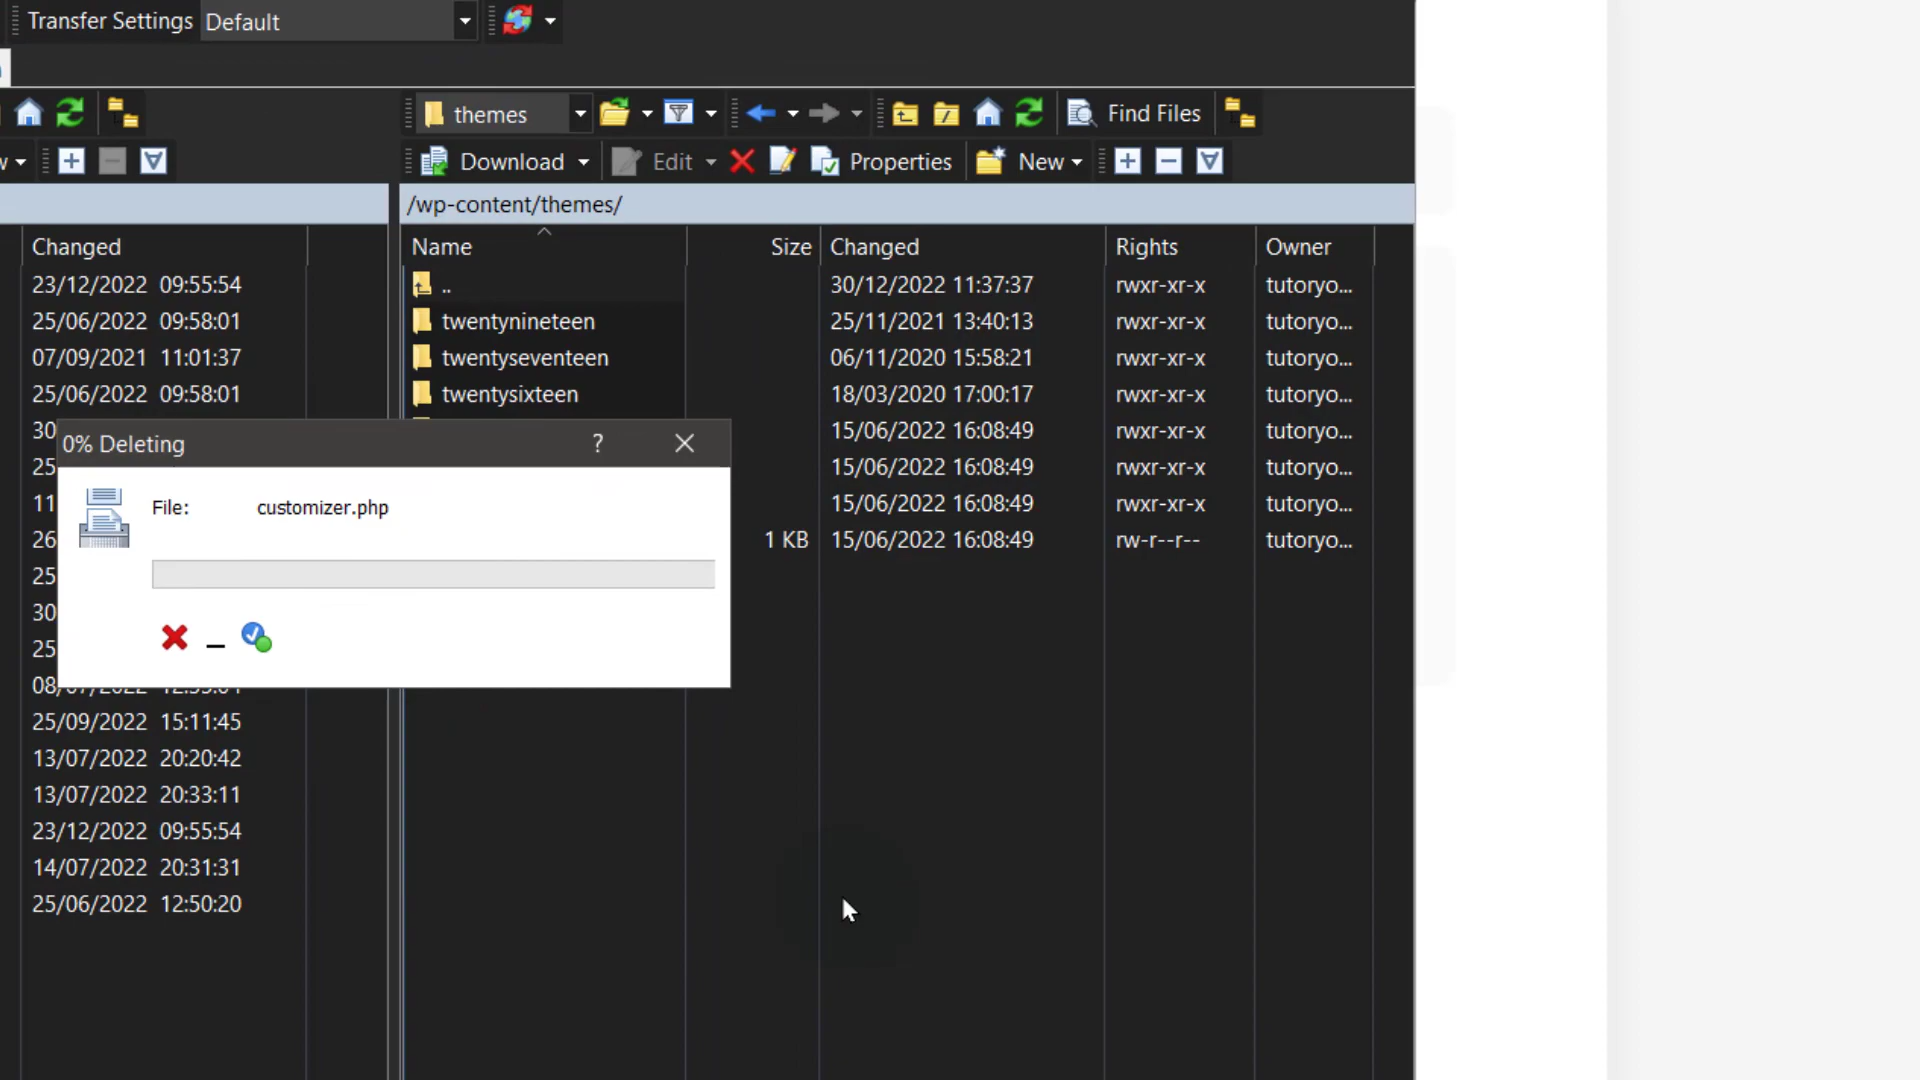 Transfer Settings Default
themes Find Files
Download Edit Properties New
/wp-content/themes/
Changed Name Size Changed Rights Owner
23/12/2022 09:55:54 .. 30/12/2022 11:37:37 rwxr-xr-x tutoryo...
25/06/2022 09:58:01 twentynineteen 25/11/2021 13:40:13 rwxr-xr-x tutoryo...
07/09/2021 11:01:37 twentyseventeen 06/11/2020 15:58:21 rwxr-xr-x tutoryo...
25/06/2022 09:58:01 twentysixteen 18/03/2020 17:00:17 rwxr-xr-x tutoryo...
30 0% Deleting ? 15/06/2022 16:08:49 rwxr-xr-x tutoryo...
25 15/06/2022 16:08:49 rwxr-xr-x tutoryo...
11 File: customizer.php 15/06/2022 16:08:49 rwxr-xr-x tutoryo...
26 1 KB 15/06/2022 16:08:49 rw-r--r-- tutoryo...
25
30
25
25/09/2022 15:11:45
13/07/2022 20:20:42
13/07/2022 20:33:11
23/12/2022 09:55:54
14/07/2022 20:31:31
25/06/2022 12:50:20